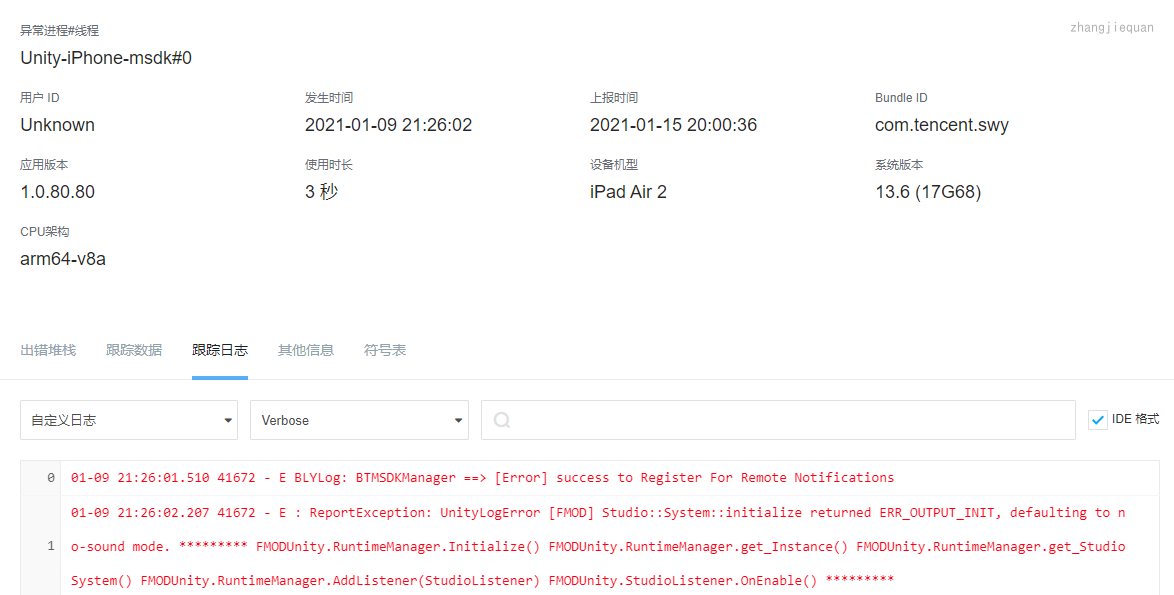 异常进程#线程
zhangjiequan
Unity-iPhone-msdk#0
用户 ID 发生时间 上报时间 Bundle ID
Unknown 2021-01-09 21:26:02 2021-01-15 20:00:36 com.tencent.swy
应用版本 使用时长 设备机型 系统版本
1.0.80.80 3 秒 iPad Air 2 13.6 (17G68)
CPU架构
arm64-v8a
出错堆栈 跟踪数据 跟踪日志 其他信息 符号表
自定义日志 Verbose IDE 格式
0 01-09 21:26:01.510 41672 - E BLYLog: BTMSDKManager ==> [Error] success to Register For Remote Notifications
01-09 21:26:02.207 41672 - E : ReportException: UnityLogError [FMOD] Studio::System::initialize returned ERR_OUTPUT_INIT, defaulting to n
1 o-sound mode. ********* FMODUnity.RuntimeManager.Initialize() FMODUnity.RuntimeManager.get_Instance() FMODUnity.RuntimeManager.get_Studio
System() FMODUnity.RuntimeManager.AddListener(StudioListener) FMODUnity.StudioListener.OnEnable() *********